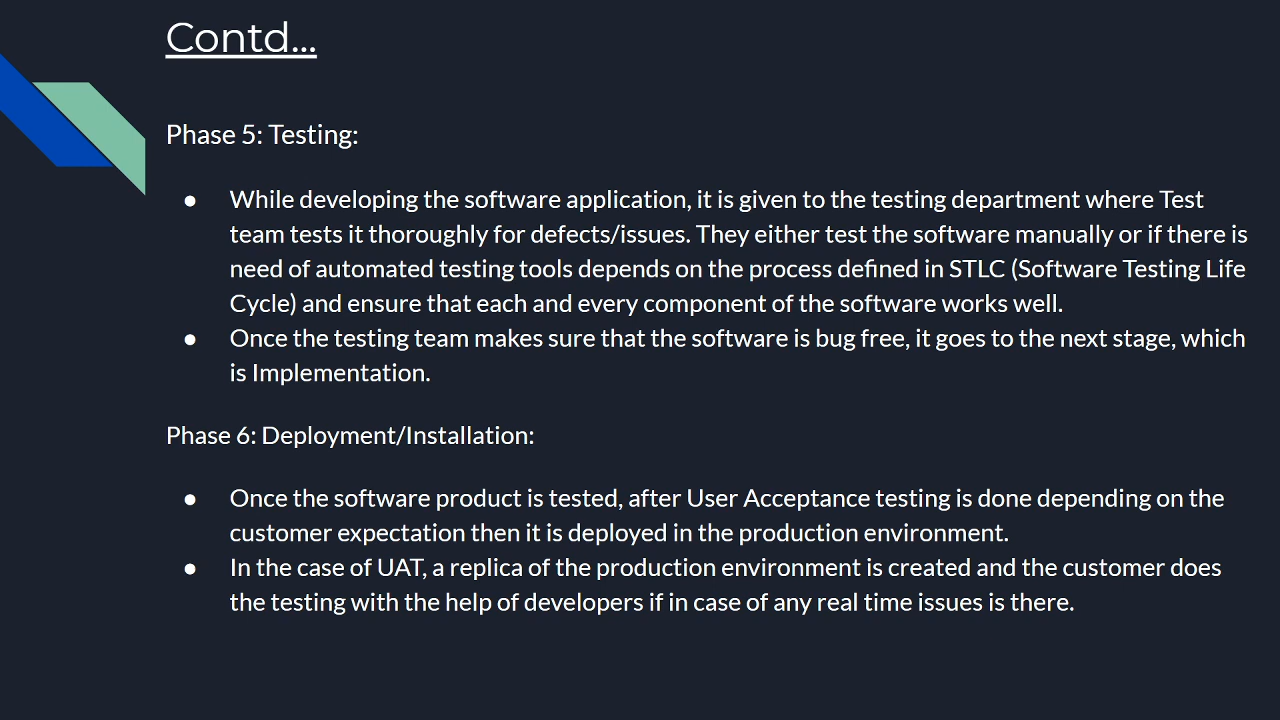 Contd...
Phase 5: Testing:
● While developing the software application, it is given to the testing department where Test
team tests it thoroughly for defects/issues. They either test the software manually or if there is
need of automated testing tools depends on the process defined in STLC (Software Testing Life
Cycle) and ensure that each and every component of the software works well.
● Once the testing team makes sure that the software is bug free, it goes to the next stage, which
is Implementation.
Phase 6: Deployment/Installation:
● Once the software product is tested, after User Acceptance testing is done depending on the
customer expectation then it is deployed in the production environment.
● In the case of UAT, a replica of the production environment is created and the customer does
the testing with the help of developers if in case of any real time issues is there.